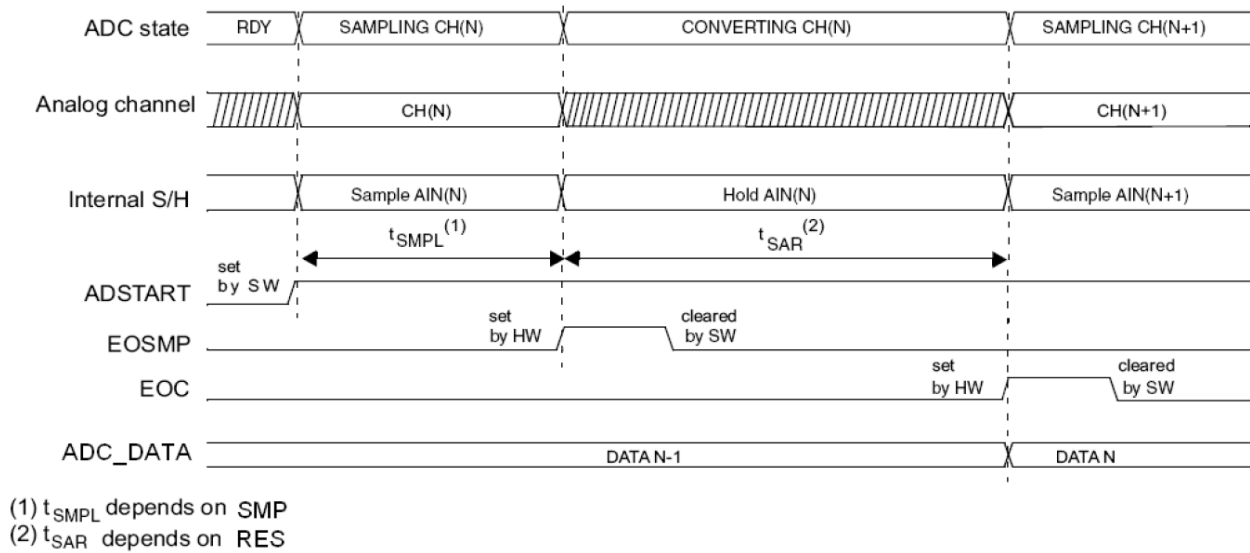 ADC state RDY SAMPLING CH(N) CONVERTING CH(N) SAMPLING CH(N+1)
Analog channel CH(N) CH(N+1)
Internal S/H Sample AIN(N) Hold AIN(N) Sample AIN(N+1)
tSMPL(1) tSAR(2)
set
by SW
ADSTART
set cleared
by HW by SW
EOSMP
set cleared
by HW by SW
EOC
ADC_DATA DATA N-1 DATA N
(1) tSMPL depends on SMP
(2) tSAR depends on RES